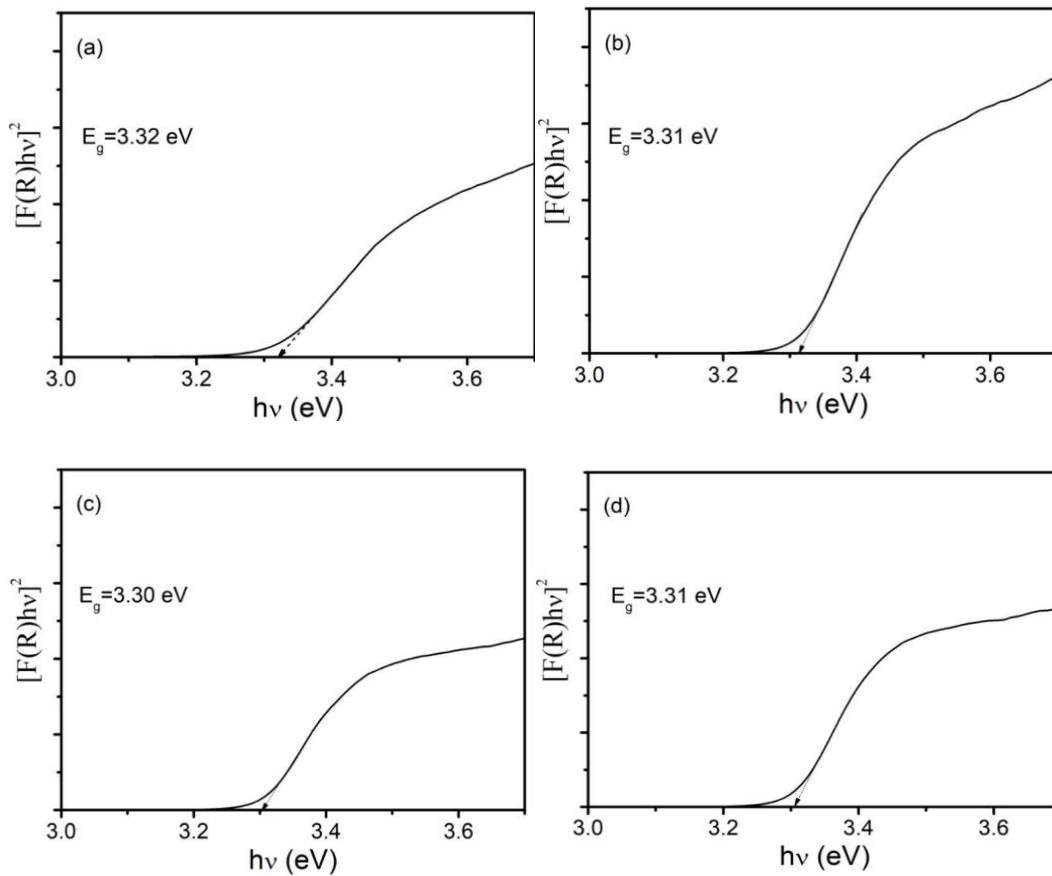 (a)
E_g=3.32 eV
[F(R)hν]²
3.0 3.2 3.4 3.6
hν (eV)
(b)
E_g=3.31 eV
[F(R)hν]²
3.0 3.2 3.4 3.6
hν (eV)
(c)
E_g=3.30 eV
[F(R)hν]²
3.0 3.2 3.4 3.6
hν (eV)
(d)
E_g=3.31 eV
[F(R)hν]²
3.0 3.2 3.4 3.6
hν (eV)